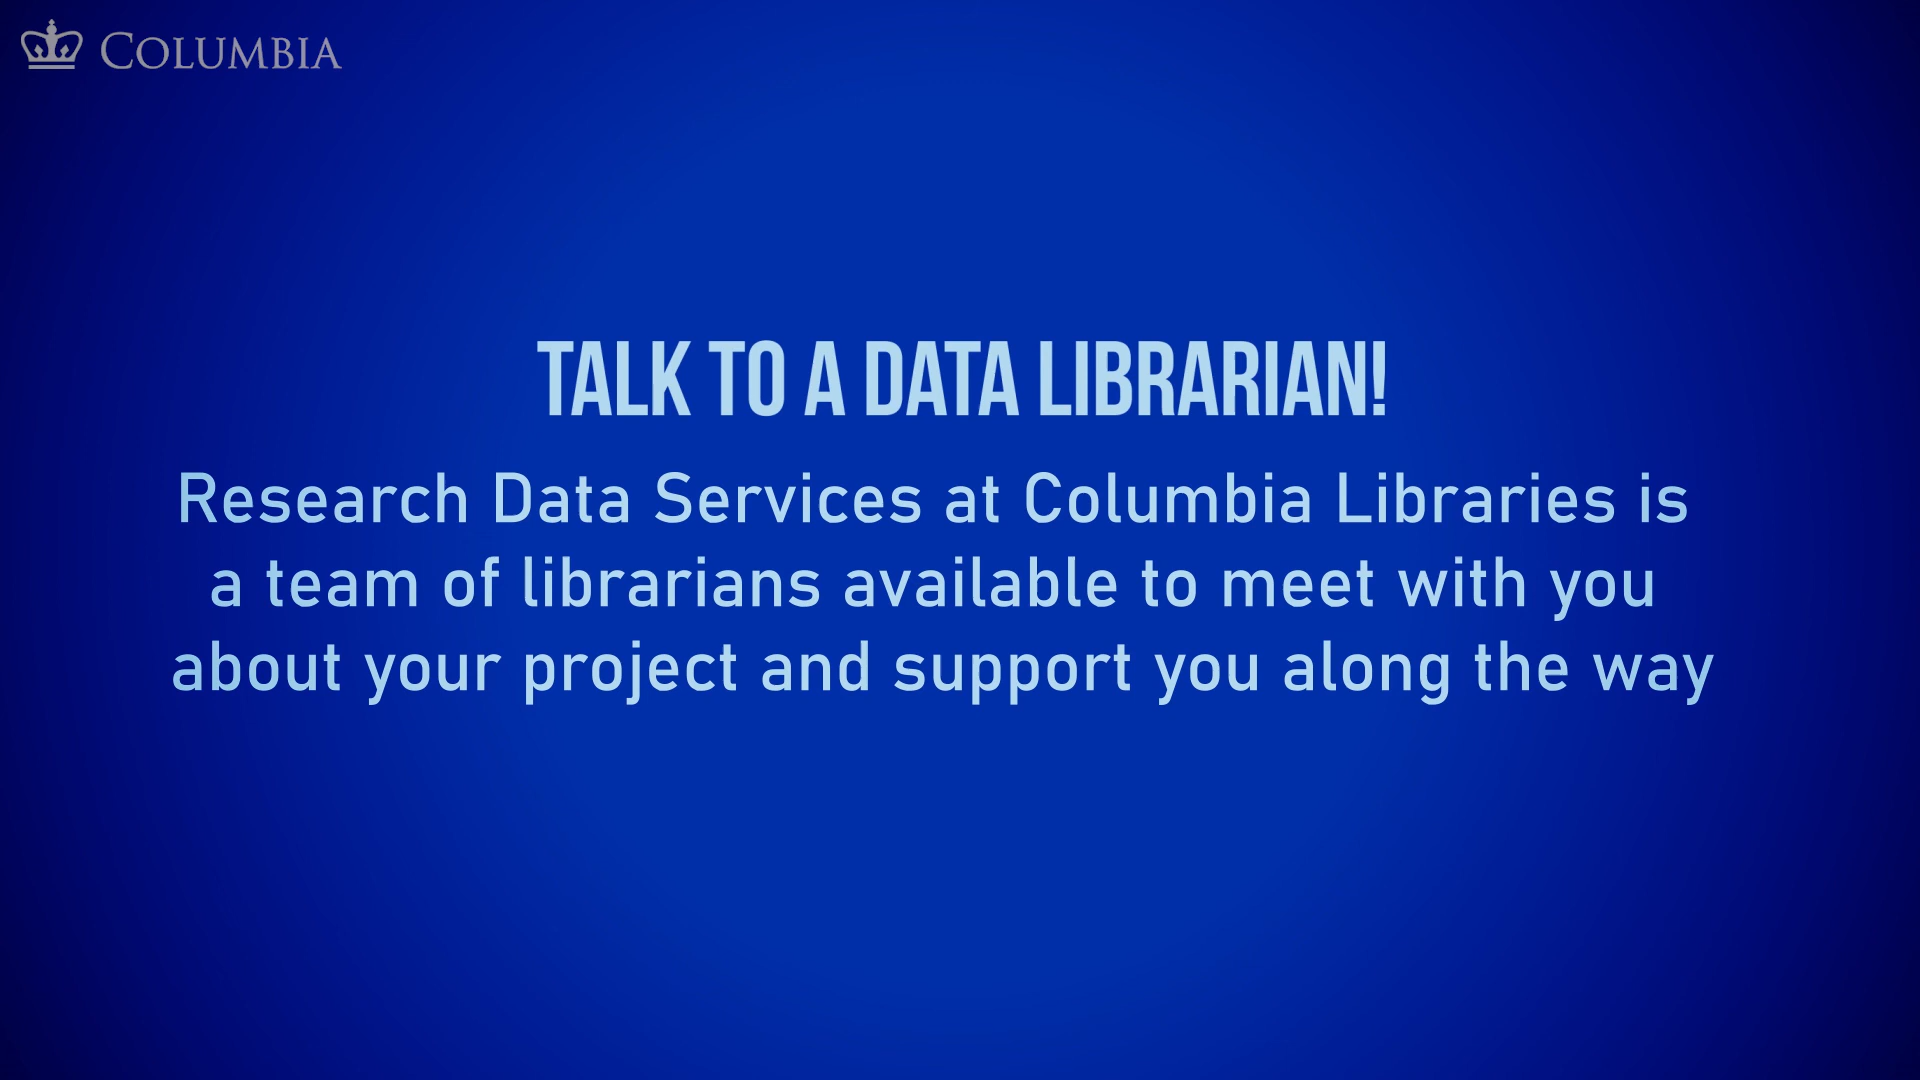 COLUMBIA
TALK TO A DATA LIBRARIAN!
Research Data Services at Columbia Libraries is
a team of librarians available to meet with you
about your project and support you along the way